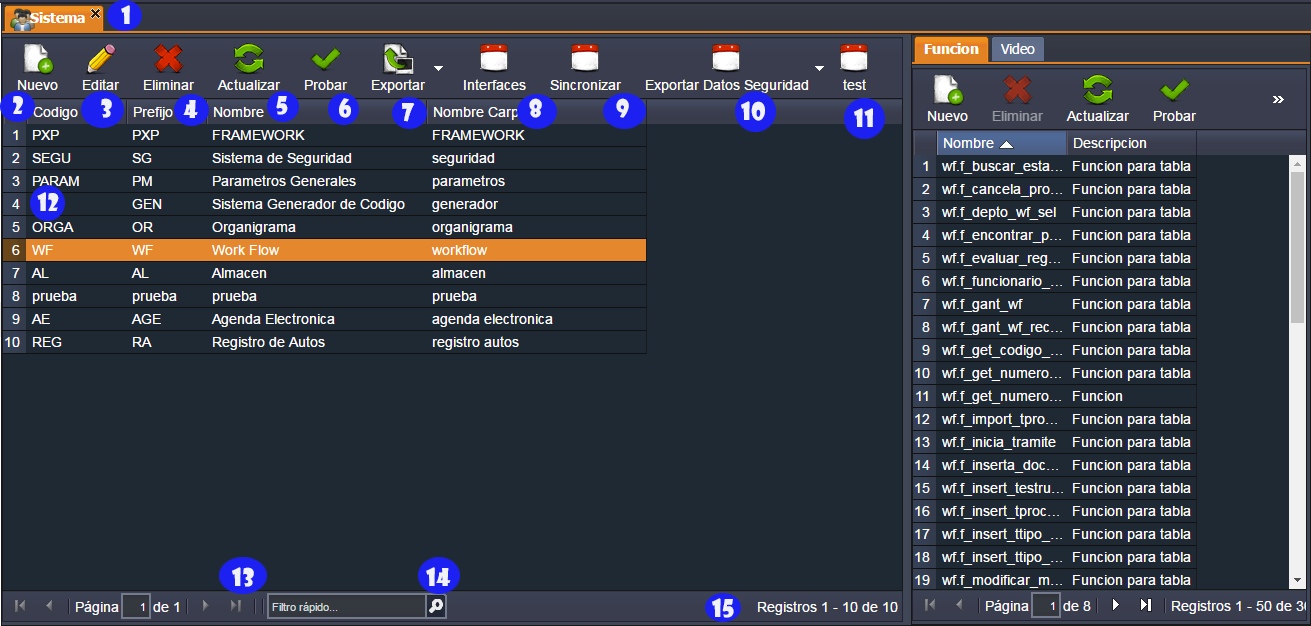 Sistema 1
Funcion Video
Nuevo Editar Eliminar Actualizar Probar Exportar Interfaces Sincronizar Exportar Datos Seguridad test
2 3 4 5 6 7 8 9 10 11
Codigo Prefijo Nombre Nombre Carp
1 PXP PXP FRAMEWORK FRAMEWORK
2 SEGU SG Sistema de Seguridad seguridad
3 PARAM PM Parametros Generales parametros
4 12 GEN Sistema Generador de Codigo generador
5 ORGA OR Organigrama organigrama
6 WF WF Work Flow workflow
7 AL AL Almacen almacen
8 prueba prueba prueba prueba
9 AE AGE Agenda Electronica agenda electronica
10 REG RA Registro de Autos registro autos
13 14
Página 1 de 1 Filtro rápido... 15 Registros 1 - 10 de 10
Nuevo Eliminar Actualizar Probar »
Nombre Descripcion
1 wf.f_buscar_esta... Funcion para tabla
2 wf.f_cancela_pro... Funcion para tabla
3 wf.f_depto_wf_sel Funcion para tabla
4 wf.f_encontrar_p... Funcion para tabla
5 wf.f_evaluar_reg... Funcion para tabla
6 wf.f_funcionario_... Funcion para tabla
7 wf.f_gant_wf Funcion para tabla
8 wf.f_gant_wf_rec... Funcion para tabla
9 wf.f_get_codigo_... Funcion para tabla
10 wf.f_get_numero... Funcion para tabla
11 wf.f_get_numero... Funcion
12 wf.f_import_tpro... Funcion para tabla
13 wf.f_inicia_tramite Funcion para tabla
14 wf.f_inserta_doc... Funcion para tabla
15 wf.f_insert_testru... Funcion para tabla
16 wf.f_insert_tproc... Funcion para tabla
17 wf.f_insert_ttipo_... Funcion para tabla
18 wf.f_insert_ttipo_... Funcion para tabla
19 wf.f_modificar_m... Funcion para tabla
Página 1 de 8 Registros 1 - 50 de